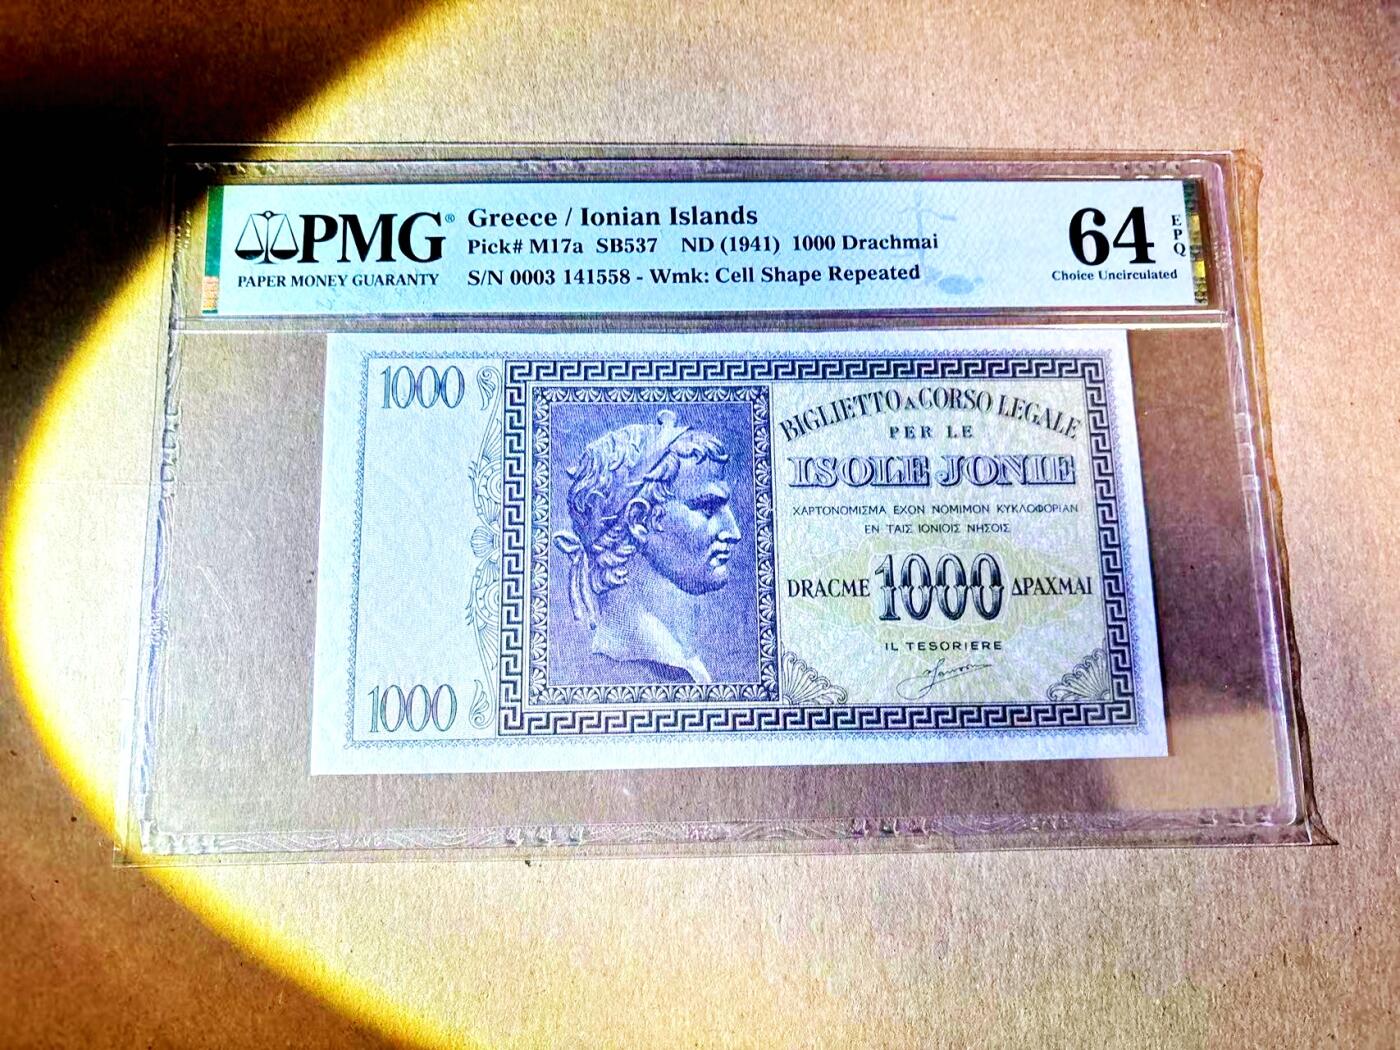 PMG®
PAPER MONEY GUARANTY
Greece / Ionian Islands
Pick# M17a SB537 ND (1941) 1000 Drachmai
S/N 0003 141558 - Wmk: Cell Shape Repeated
64
EPQ
Choice Uncirculated
1000
1000
BIGLIETTO A CORSO LEGALE
PER LE
ISOLE JONIE
ΧΑΡΤΟΝΟΜΙΣΜΑ ΕΧΟΝ ΝΟΜΙΜΟΝ ΚΥΚΛΟΦΟΡΙΑΝ
ΕΝ ΤΑΙΣ ΙΟΝΙΟΙΣ ΝΗΣΟΙΣ
DRACME 1000 ΔΡΑΧΜΑΙ
IL TESORIERE